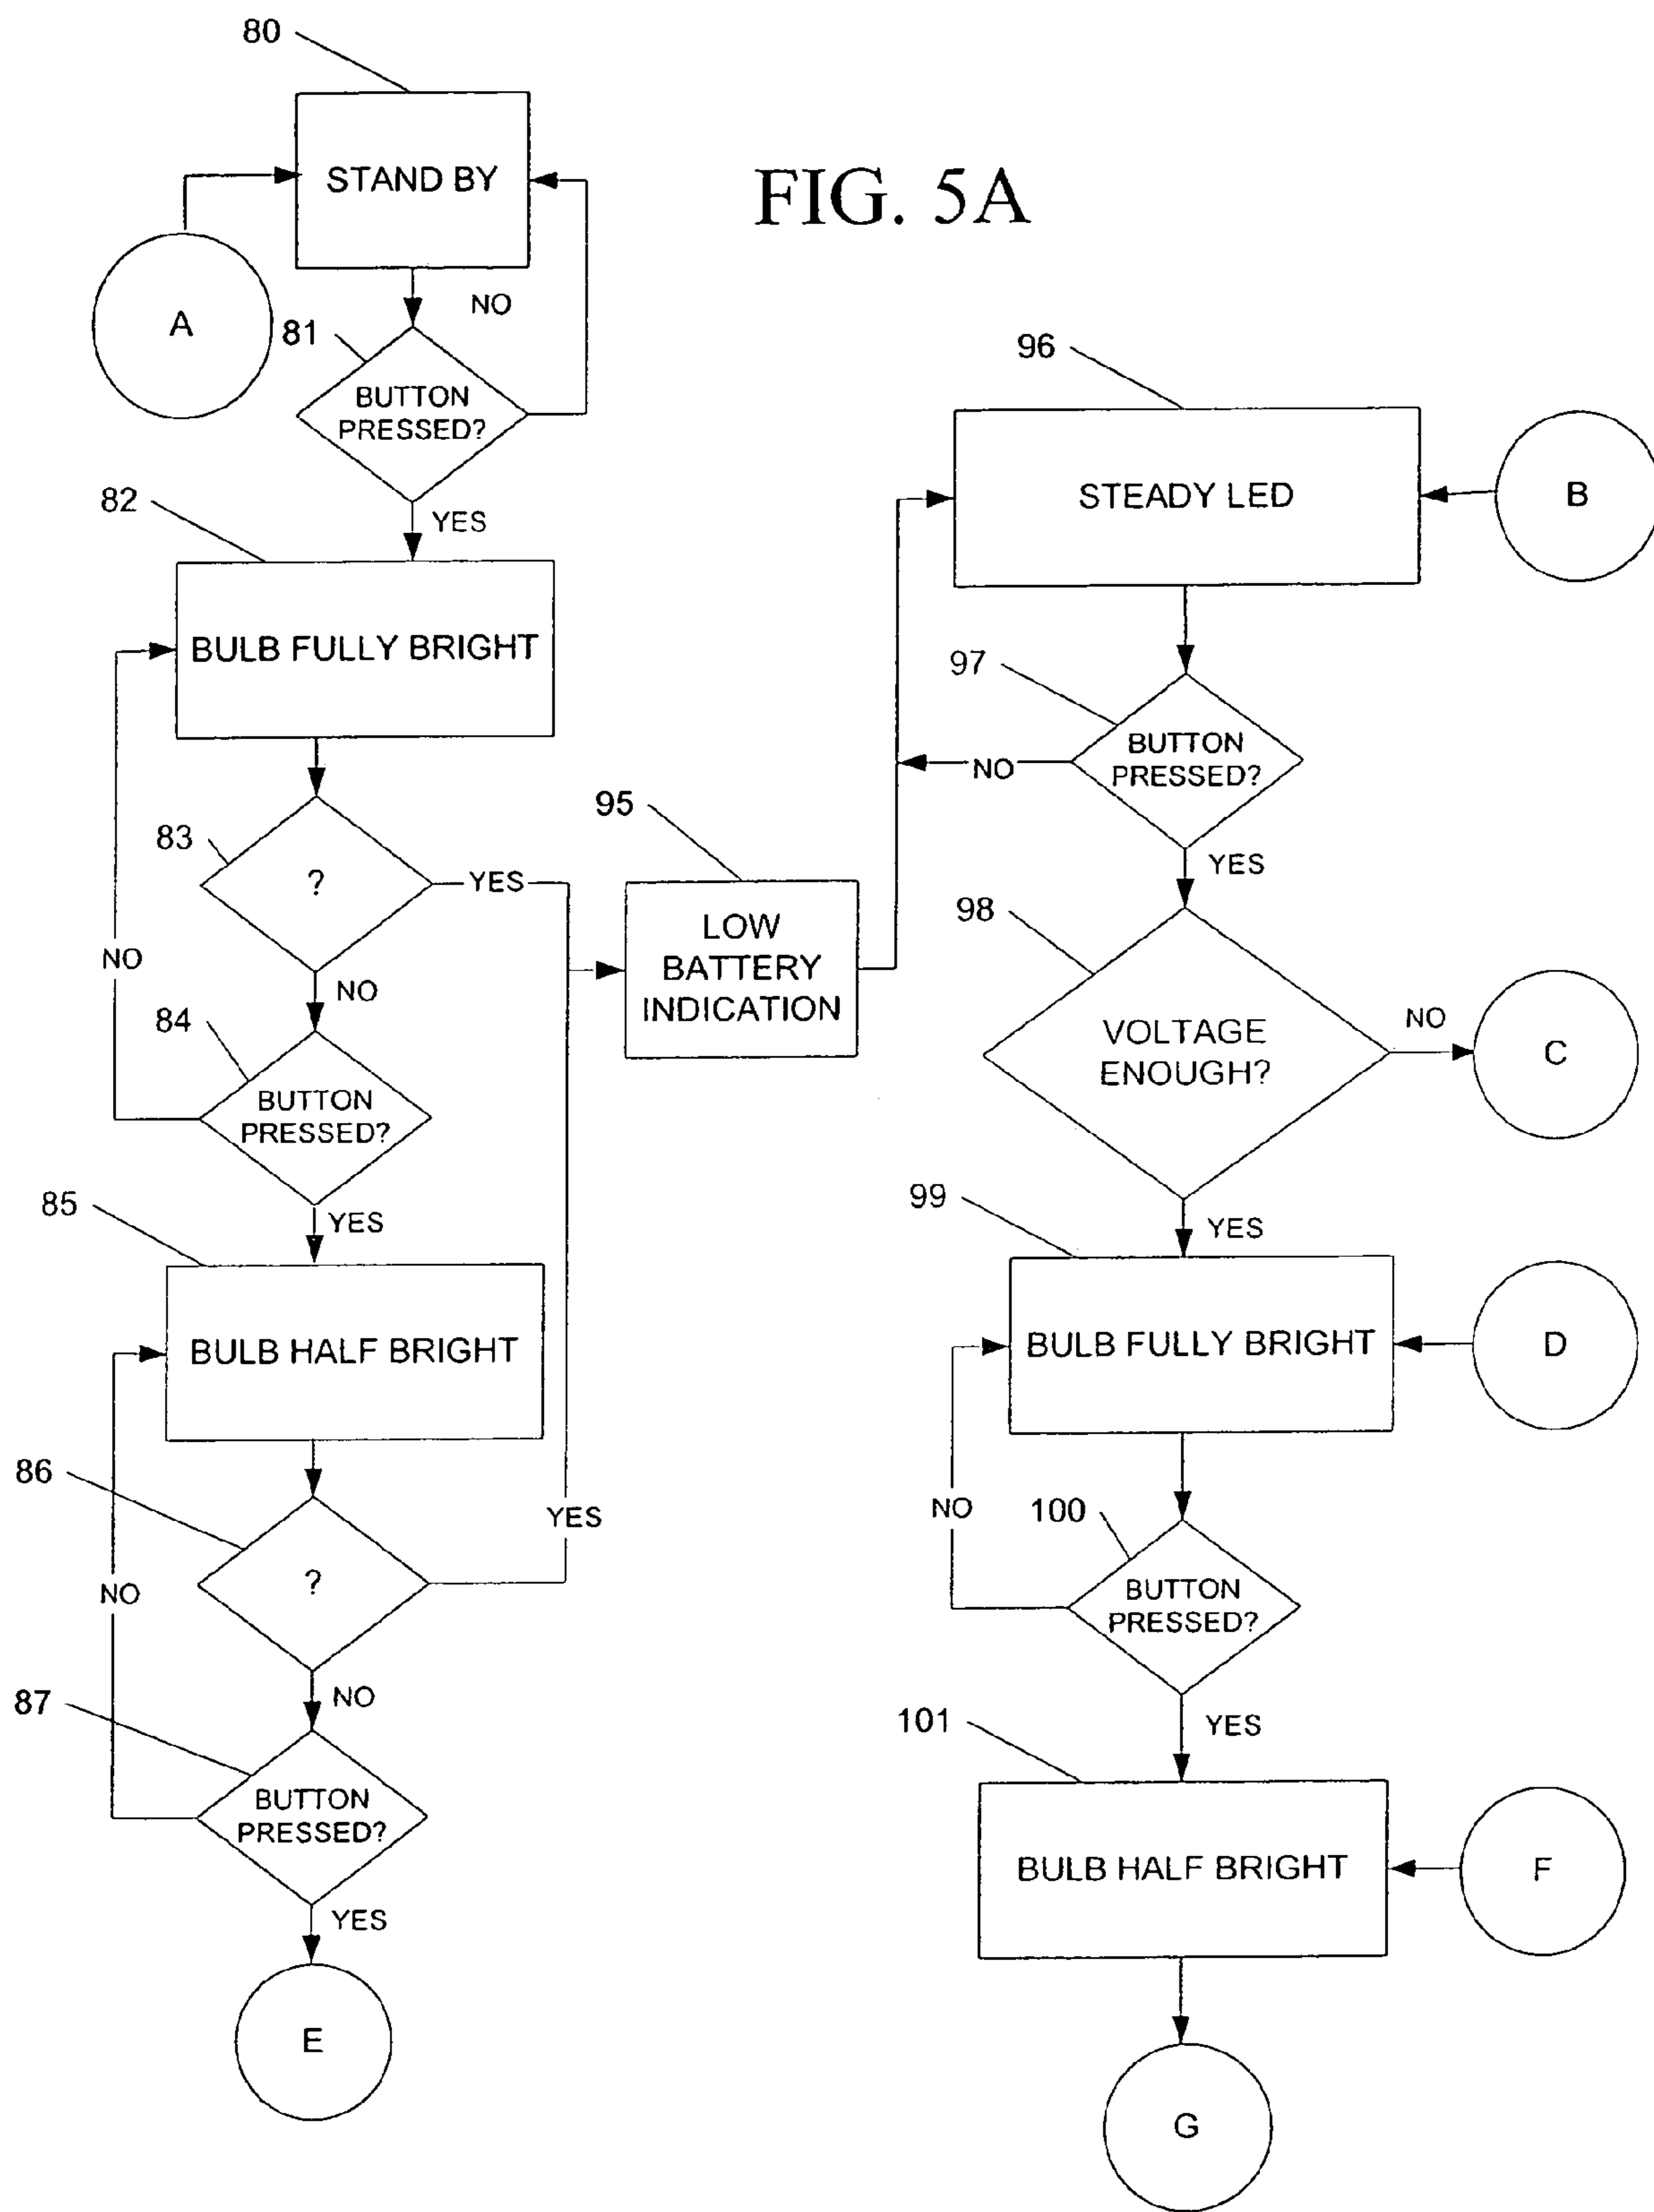 FIG. 5A
80
STAND BY
A
NO
81
BUTTON
PRESSED?
YES
82
BULB FULLY BRIGHT
83
?
YES
NO
NO
84
BUTTON
PRESSED?
YES
85
BULB HALF BRIGHT
86
?
YES
NO
NO
87
BUTTON
PRESSED?
YES
E
95
LOW
BATTERY
INDICATION
96
STEADY LED
B
97
BUTTON
PRESSED?
NO
YES
98
VOLTAGE
ENOUGH?
NO
C
YES
99
BULB FULLY BRIGHT
D
NO
100
BUTTON
PRESSED?
YES
101
BULB HALF BRIGHT
F
G